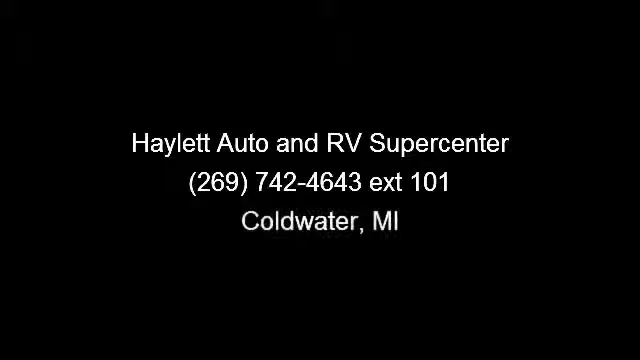 Haylett Auto and RV Supercenter
(269) 742-4643 ext 101
Coldwater, MI